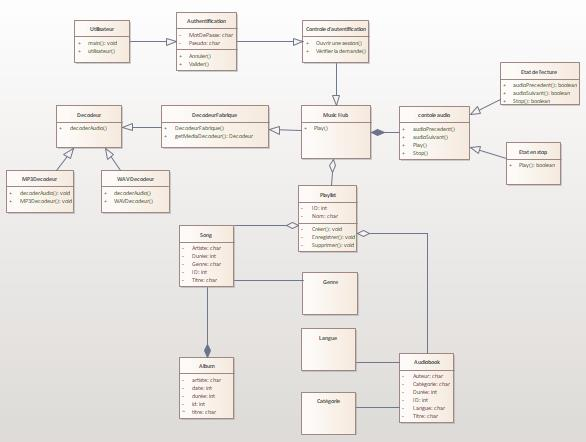 Utilisateur
+ main(): void
+ utilisateur()
Authentification
- MotDePasse: char
- Pseudo: char
+ Annuler()
+ Valider()
Controle d'autentification
+ Ouvrir une session()
+ Vérifier la demande()
Etat de lecture
+ audioPrecedent(): boolean
+ audioSuivant(): boolean
+ Stop(): boolean
Decodeur
+ decoderAudio()
DecodeurFabrique
+ DecodeurFabrique()
+ getMediaDecodeur(): Decodeur
Music Hub
+ Play()
console audio
+ audioPrecedent()
+ audioSuivant()
+ Play()
+ Stop()
Etat en stop
+ Play(): boolean
MP3Decodeur
+ decoderAudio(): void
+ MP3Decodeur(): void
WAVDecodeur
+ decoderAudio()
+ WAVDecodeur()
Playlist
- ID: int
- Nom: char
+ Créer(): void
+ Enregistrer(): void
+ Supprimer(): void
Song
- Artiste: char
- Durée: int
- Genre: char
- ID: int
- Titre: char
Genre
Langue
Catégorie
Album
- artiste: char
- date: int
- durée: int
- id: int
- titre: char
Audiobook
- Auteur: char
- Catégorie: char
- Durée: int
- ID: int
- Langue: char
- Titre: char